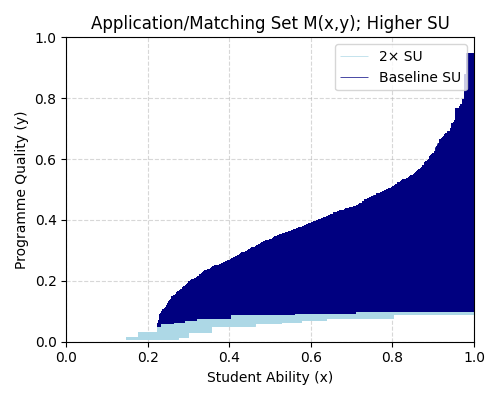 Application/Matching Set M(x,y); Higher SU
2× SU
Baseline SU
Programme Quality (y)
1.0
0.8
0.6
0.4
0.2
0.0
0.0 0.2 0.4 0.6 0.8 1.0
Student Ability (x)